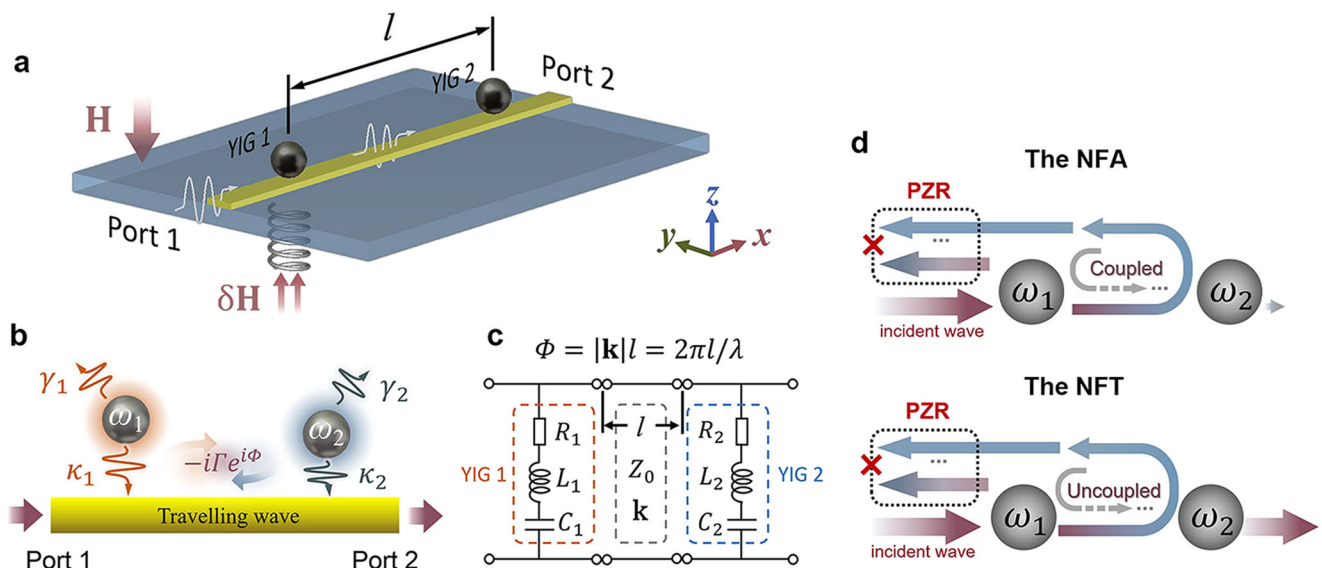 a
l
YIG 2
Port 2
H
YIG 1
Port 1
δH
z
y
x
b
γ₁
γ₂
ω₁
ω₂
−iΓe^{iΦ}
κ₁
κ₂
Travelling wave
Port 1
Port 2
c
Φ = |k|l = 2πl/λ
l
R₁
R₂
YIG 1
L₁
Z₀
L₂
YIG 2
k
C₁
C₂
d
The NFA
PZR
...
Coupled
...
ω₁
ω₂
incident wave
The NFT
PZR
...
Uncoupled
...
ω₁
ω₂
incident wave